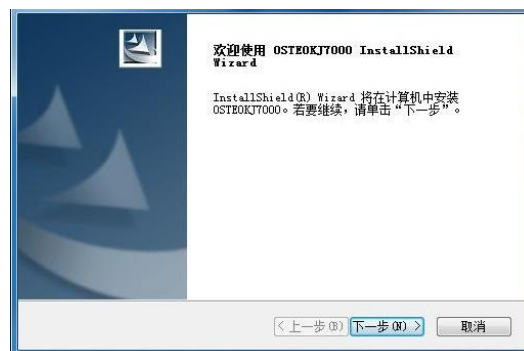 欢迎使用 OSTEOKJ7000 InstallShield
Wizard
InstallShield(R) Wizard 将在计算机中安装
OSTEOKJ7000。若要继续，请单击“下一步”。
< 上一步(B)
下一步(N) >
取消